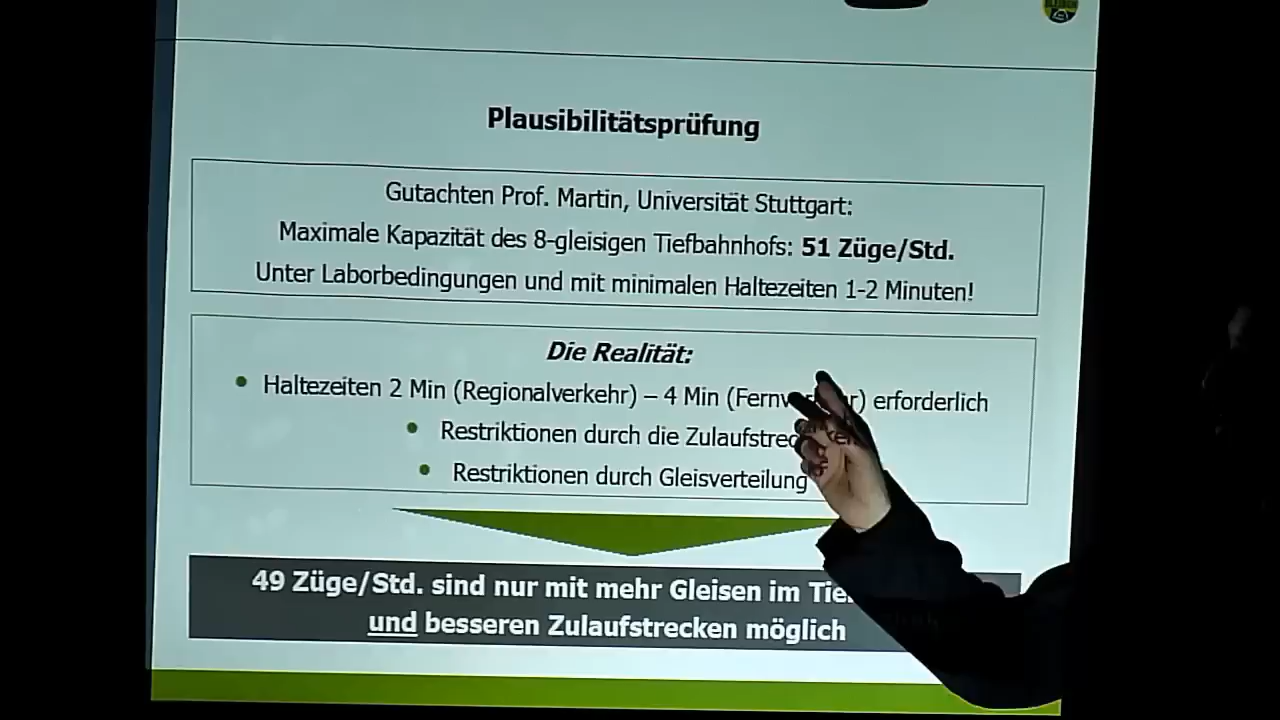 Plausibilitätsprüfung
Gutachten Prof. Martin, Universität Stuttgart:
Maximale Kapazität des 8-gleisigen Tiefbahnhofs: 51 Züge/Std.
Unter Laborbedingungen und mit minimalen Haltezeiten 1-2 Minuten!
Die Realität:
• Haltezeiten 2 Min (Regionalverkehr) – 4 Min (Fernverkehr) erforderlich
• Restriktionen durch die Zulaufstrecken
• Restriktionen durch Gleisverteilung
49 Züge/Std. sind nur mit mehr Gleisen im
und besseren Zulaufstrecken möglich